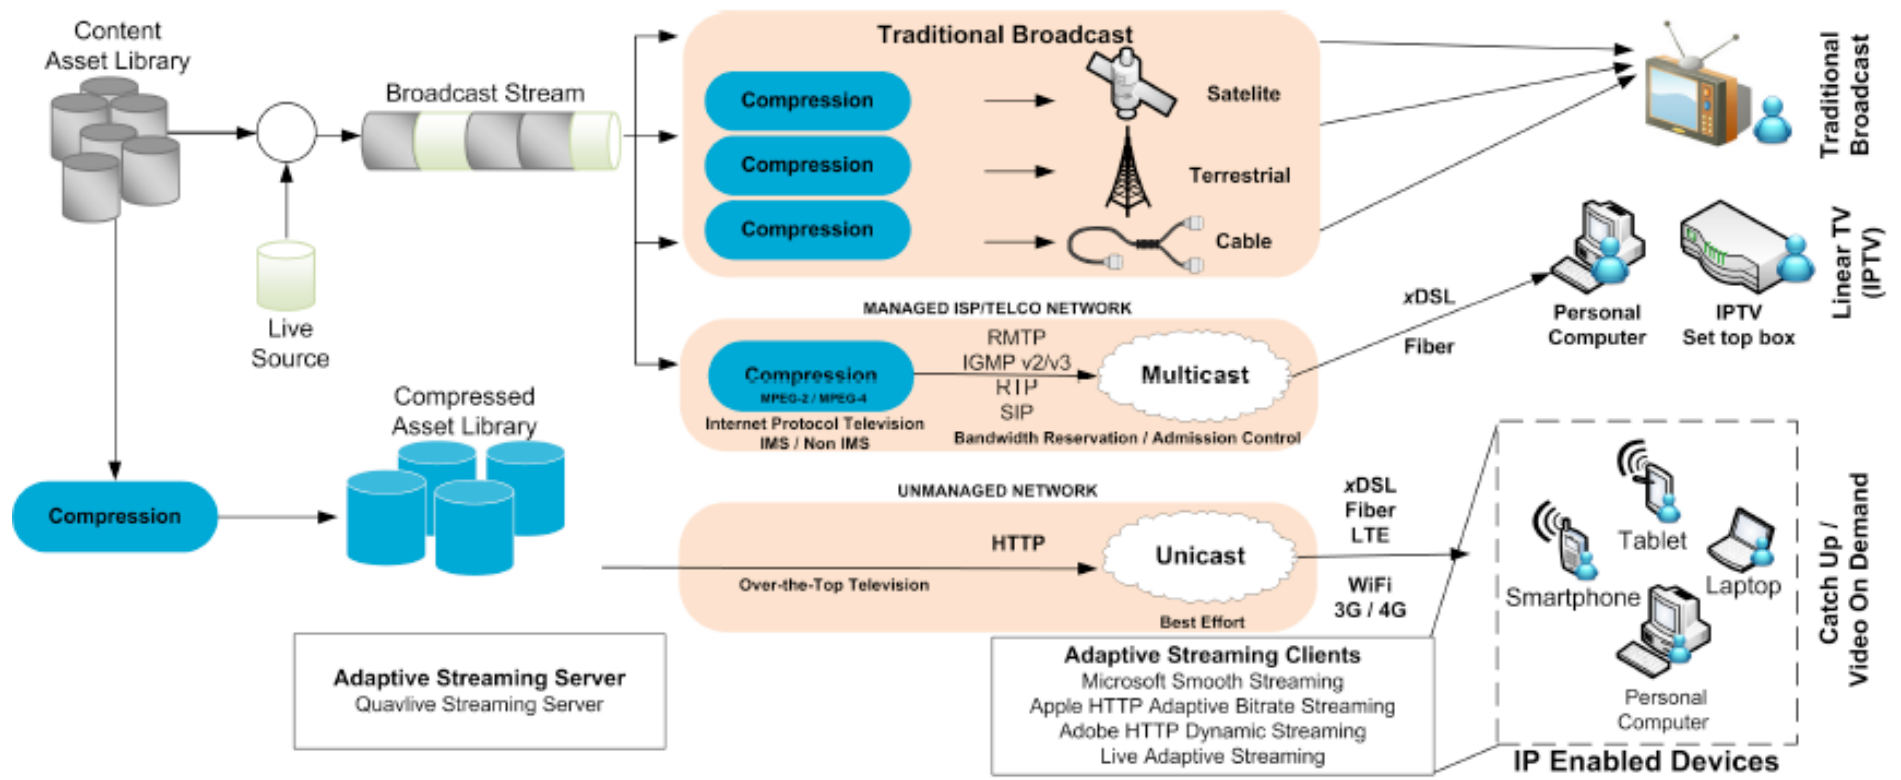 Content
Asset Library
Broadcast Stream
Live
Source
Traditional Broadcast
Compression
Satelite
Compression
Terrestrial
Compression
Cable
Traditional
Broadcast
MANAGED ISP/TELCO NETWORK
RMTP
IGMP v2/v3
RTP
SIP
Compression
MPEG-2 / MPEG-4
Multicast
Internet Protocol Television
IMS / Non IMS
Bandwidth Reservation / Admission Control
xDSL
Fiber
Personal
Computer
IPTV
Set top box
Linear TV
(IPTV)
Compressed
Asset Library
Compression
UNMANAGED NETWORK
HTTP
Over-the-Top Television
Unicast
Best Effort
xDSL
Fiber
LTE
WiFi
3G / 4G
Tablet
Smartphone
Laptop
Personal
Computer
IP Enabled Devices
Catch Up /
Video On Demand
Adaptive Streaming Server
Quavlive Streaming Server
Adaptive Streaming Clients
Microsoft Smooth Streaming
Apple HTTP Adaptive Bitrate Streaming
Adobe HTTP Dynamic Streaming
Live Adaptive Streaming